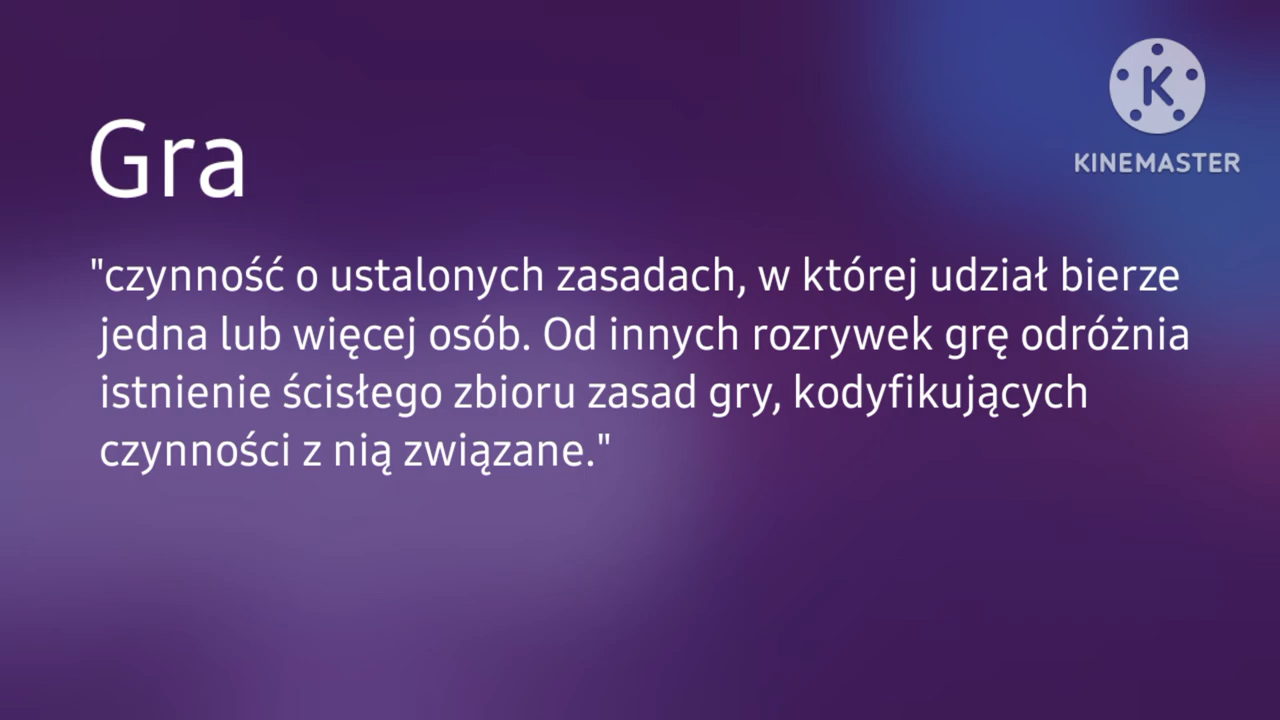 KINEMASTER
Gra
"czynność o ustalonych zasadach, w której udział bierze
jedna lub więcej osób. Od innych rozrywek grę odróżnia
istnienie ścisłego zbioru zasad gry, kodyfikujących
czynności z nią związane."